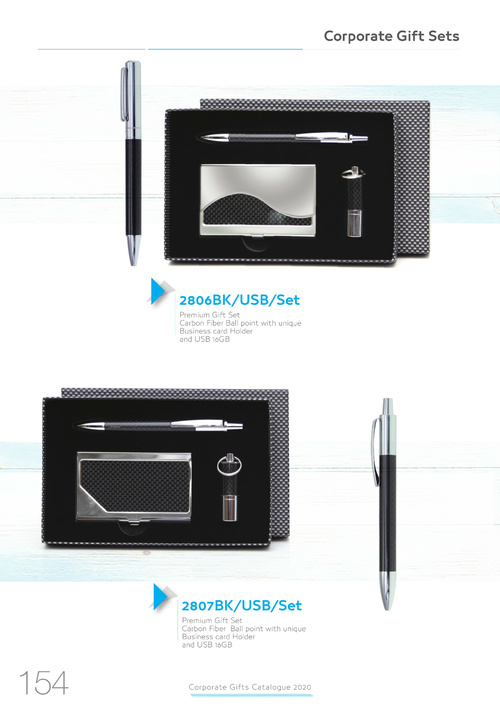 Corporate Gift Sets
2806BK/USB/Set
Premium Gift Set
Carbon Fiber Ball point with unique
Business card Holder
and USB 16GB
2807BK/USB/Set
Premium Gift Set
Carbon Fiber Ball point with unique
Business card Holder
and USB 16GB
154
Corporate Gifts Catalogue 2020